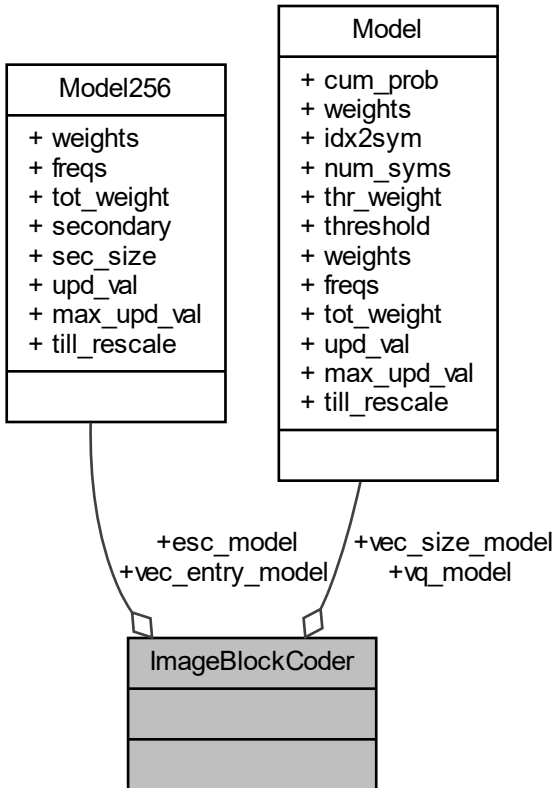 Model256
+ weights
+ freqs
+ tot_weight
+ secondary
+ sec_size
+ upd_val
+ max_upd_val
+ till_rescale
Model
+ cum_prob
+ weights
+ idx2sym
+ num_syms
+ thr_weight
+ threshold
+ weights
+ freqs
+ tot_weight
+ upd_val
+ max_upd_val
+ till_rescale
+esc_model
+vec_entry_model
+vec_size_model
+vq_model
ImageBlockCoder